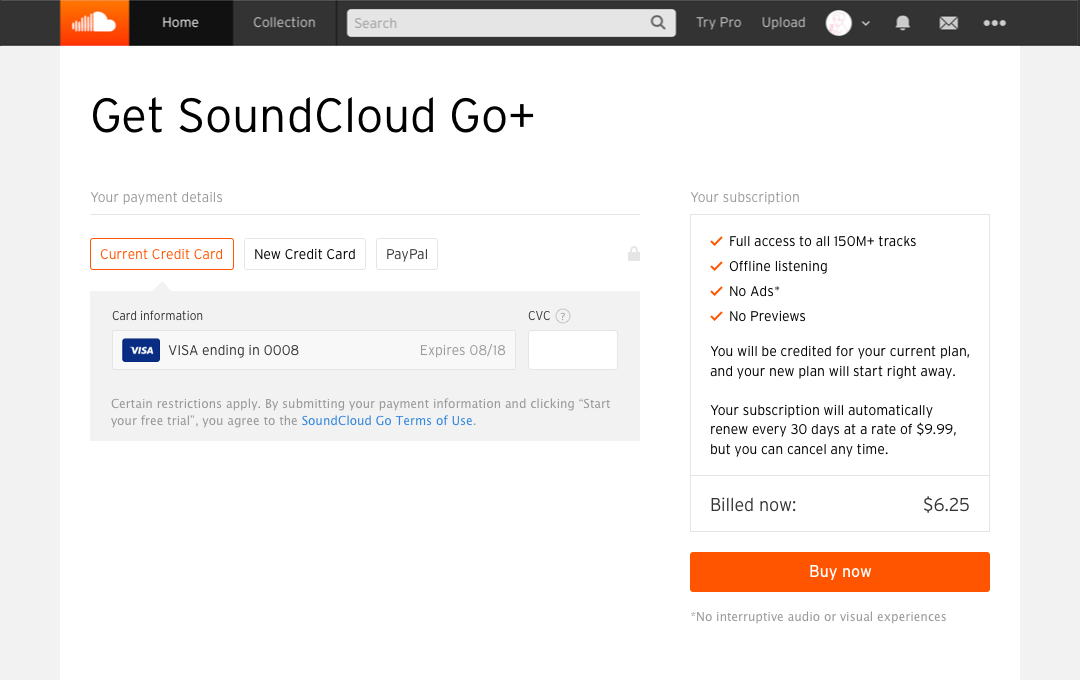 Home
Collection
Search
Try Pro
Upload
Get SoundCloud Go+
Your payment details
Current Credit Card
New Credit Card
PayPal
Card information
CVC ?
VISA VISA ending in 0008 Expires 08/18
Certain restrictions apply. By submitting your payment information and clicking “Start
your free trial”, you agree to the SoundCloud Go Terms of Use.
Your subscription
Full access to all 150M+ tracks
Offline listening
No Ads*
No Previews
You will be credited for your current plan,
and your new plan will start right away.
Your subscription will automatically
renew every 30 days at a rate of $9.99,
but you can cancel any time.
Billed now: $6.25
Buy now
*No interruptive audio or visual experiences